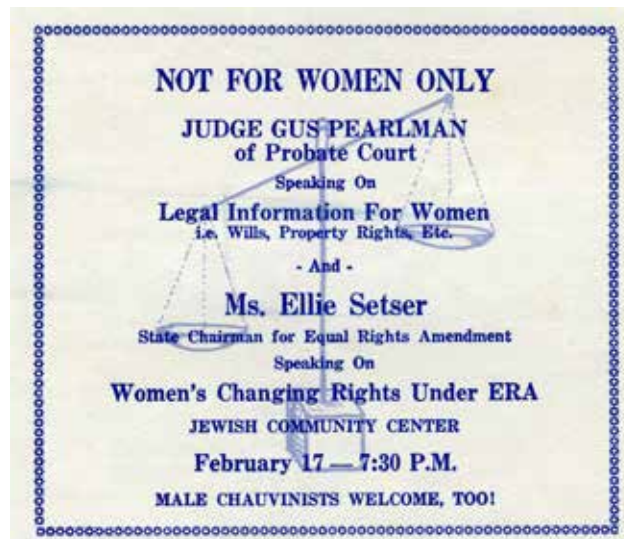 NOT FOR WOMEN ONLY
JUDGE GUS PEARLMAN
of Probate Court
Speaking On
Legal Information For Women
i.e. Wills, Property Rights, Etc.
- And -
Ms. Ellie Setser
State Chairman for Equal Rights Amendment
Speaking On
Women's Changing Rights Under ERA
JEWISH COMMUNITY CENTER
February 17 — 7:30 P.M.
MALE CHAUVINISTS WELCOME, TOO!